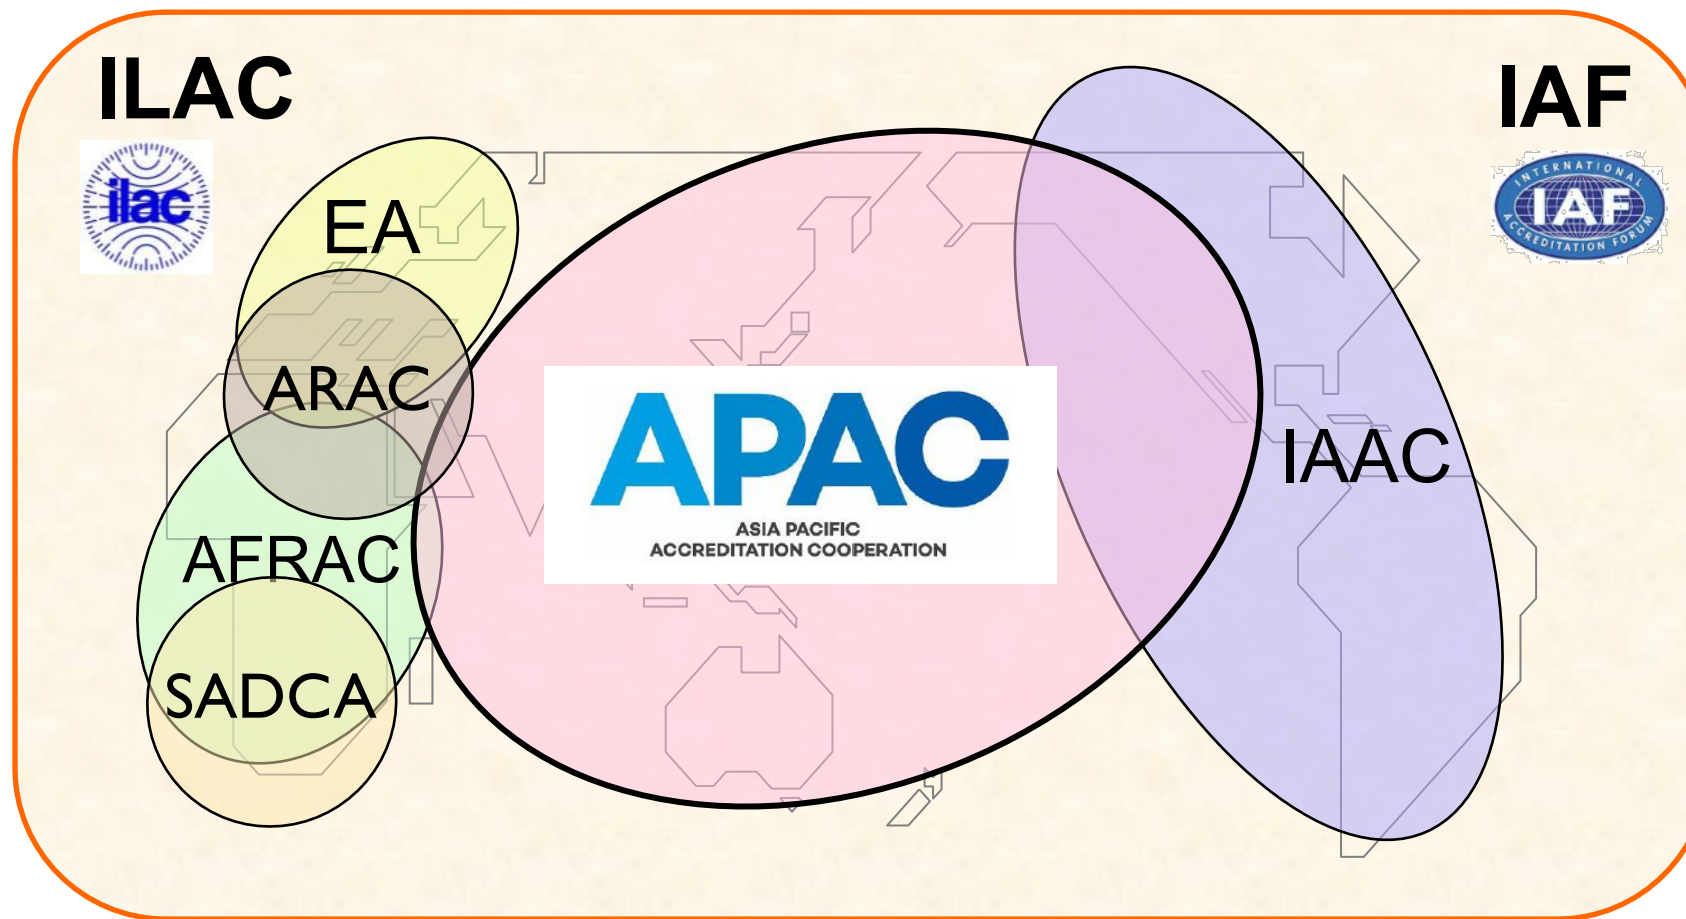 ILAC
IAF
ilac
INTERNATIONAL
IAF
ACCREDITATION FORUM
EA
ARAC
APAC
ASIA PACIFIC
ACCREDITATION COOPERATION
IAAC
AFRAC
SADCA